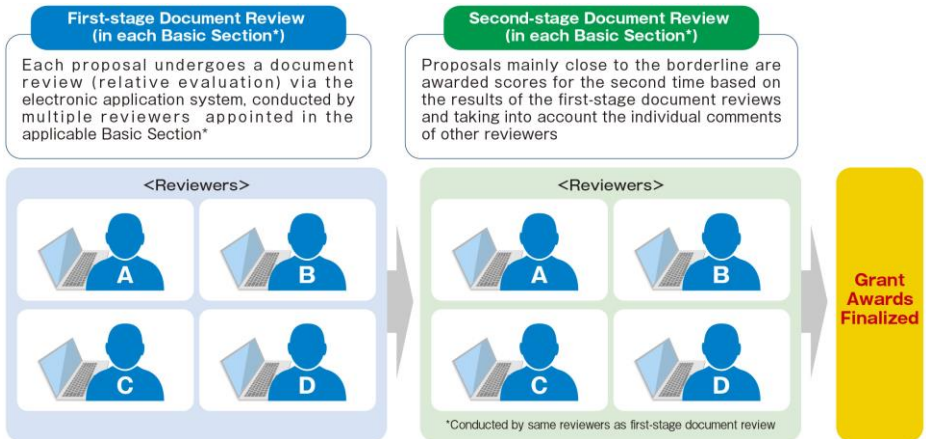 First-stage Document Review
(in each Basic Section*)
Each proposal undergoes a document
review (relative evaluation) via the
electronic application system, conducted by
multiple reviewers appointed in the
applicable Basic Section*
Second-stage Document Review
(in each Basic Section*)
Proposals mainly close to the borderline are
awarded scores for the second time based on
the results of the first-stage document reviews
and taking into account the individual comments
of other reviewers
<Reviewers>
A
B
C
D
<Reviewers>
A
B
C
D
*Conducted by same reviewers as first-stage document review
Grant
Awards
Finalized